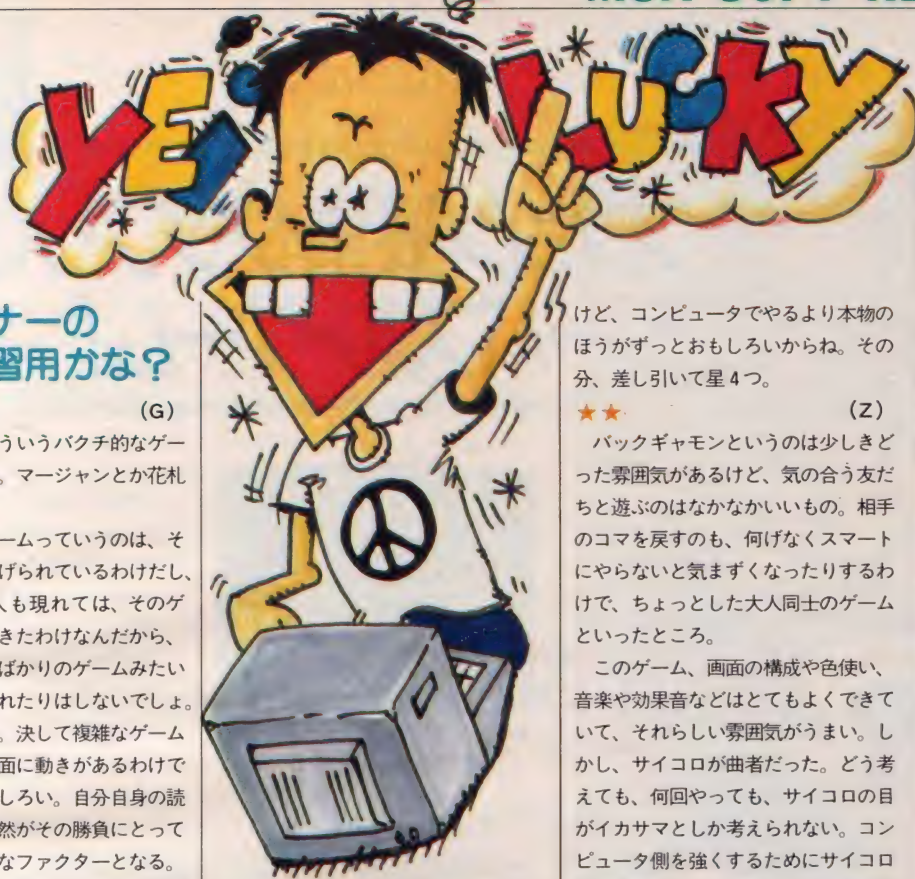 YES LUCKY
ナーの
習用かな?
(G)
ういうバクチ的なゲー
。マージャンとか花札
ームっていうのは、そ
げられているわけだし、
人も現れては、そのゲ
きたわけなんだから、
ばかりのゲームみたい
れたりはしないでしょ。
。決して複雑なゲーム
面に動きがあるわけで
しろい。自分自身の読
然がその勝負にとって
なファクターとなる。
けど、コンピュータでやるより本物の
ほうがずっとおもしろいからね。その
分、差し引いて星4つ。
★★ (Z)
バックギャモンというのは少しきど
った雰囲気があるけど、気の合う友だ
ちと遊ぶのはなかなかいいもの。相手
のコマを戻すのも、何げなくスマート
にやらないと気まずくなったりするわ
けで、ちょっとした大人同士のゲーム
といったところ。
このゲーム、画面の構成や色使い、
音楽や効果音などはとてもよくできて
いて、それらしい雰囲気がうまい。し
かし、サイコロが曲者だった。どう考
えても、何回やっても、サイコロの目
がイカサマとしか考えられない。コン
ピュータ側を強くするためにサイコロ